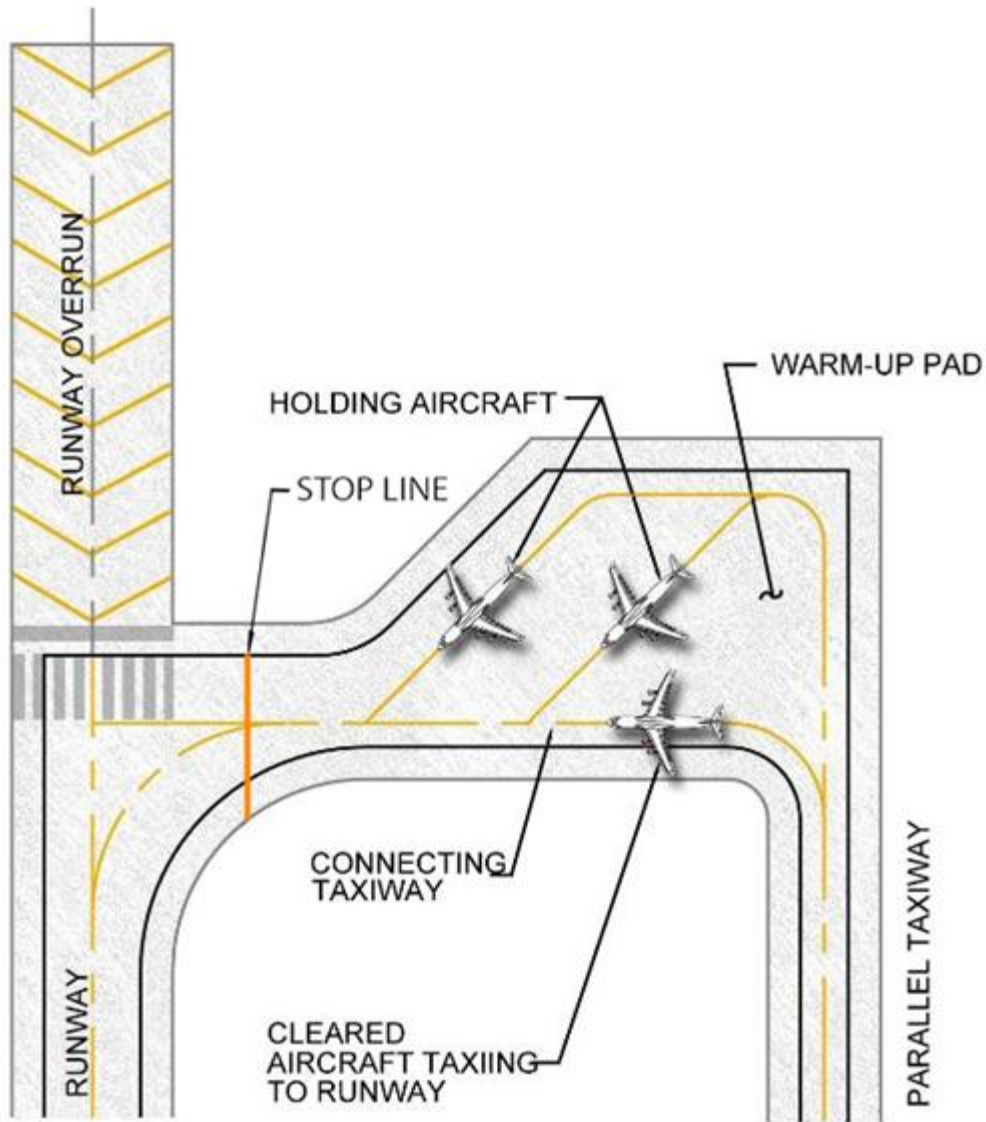 RUNWAY OVERRUN
WARM-UP PAD
HOLDING AIRCRAFT
STOP LINE
CONNECTING
TAXIWAY
CLEARED
AIRCRAFT TAXIING
TO RUNWAY
RUNWAY
PARALLEL TAXIWAY